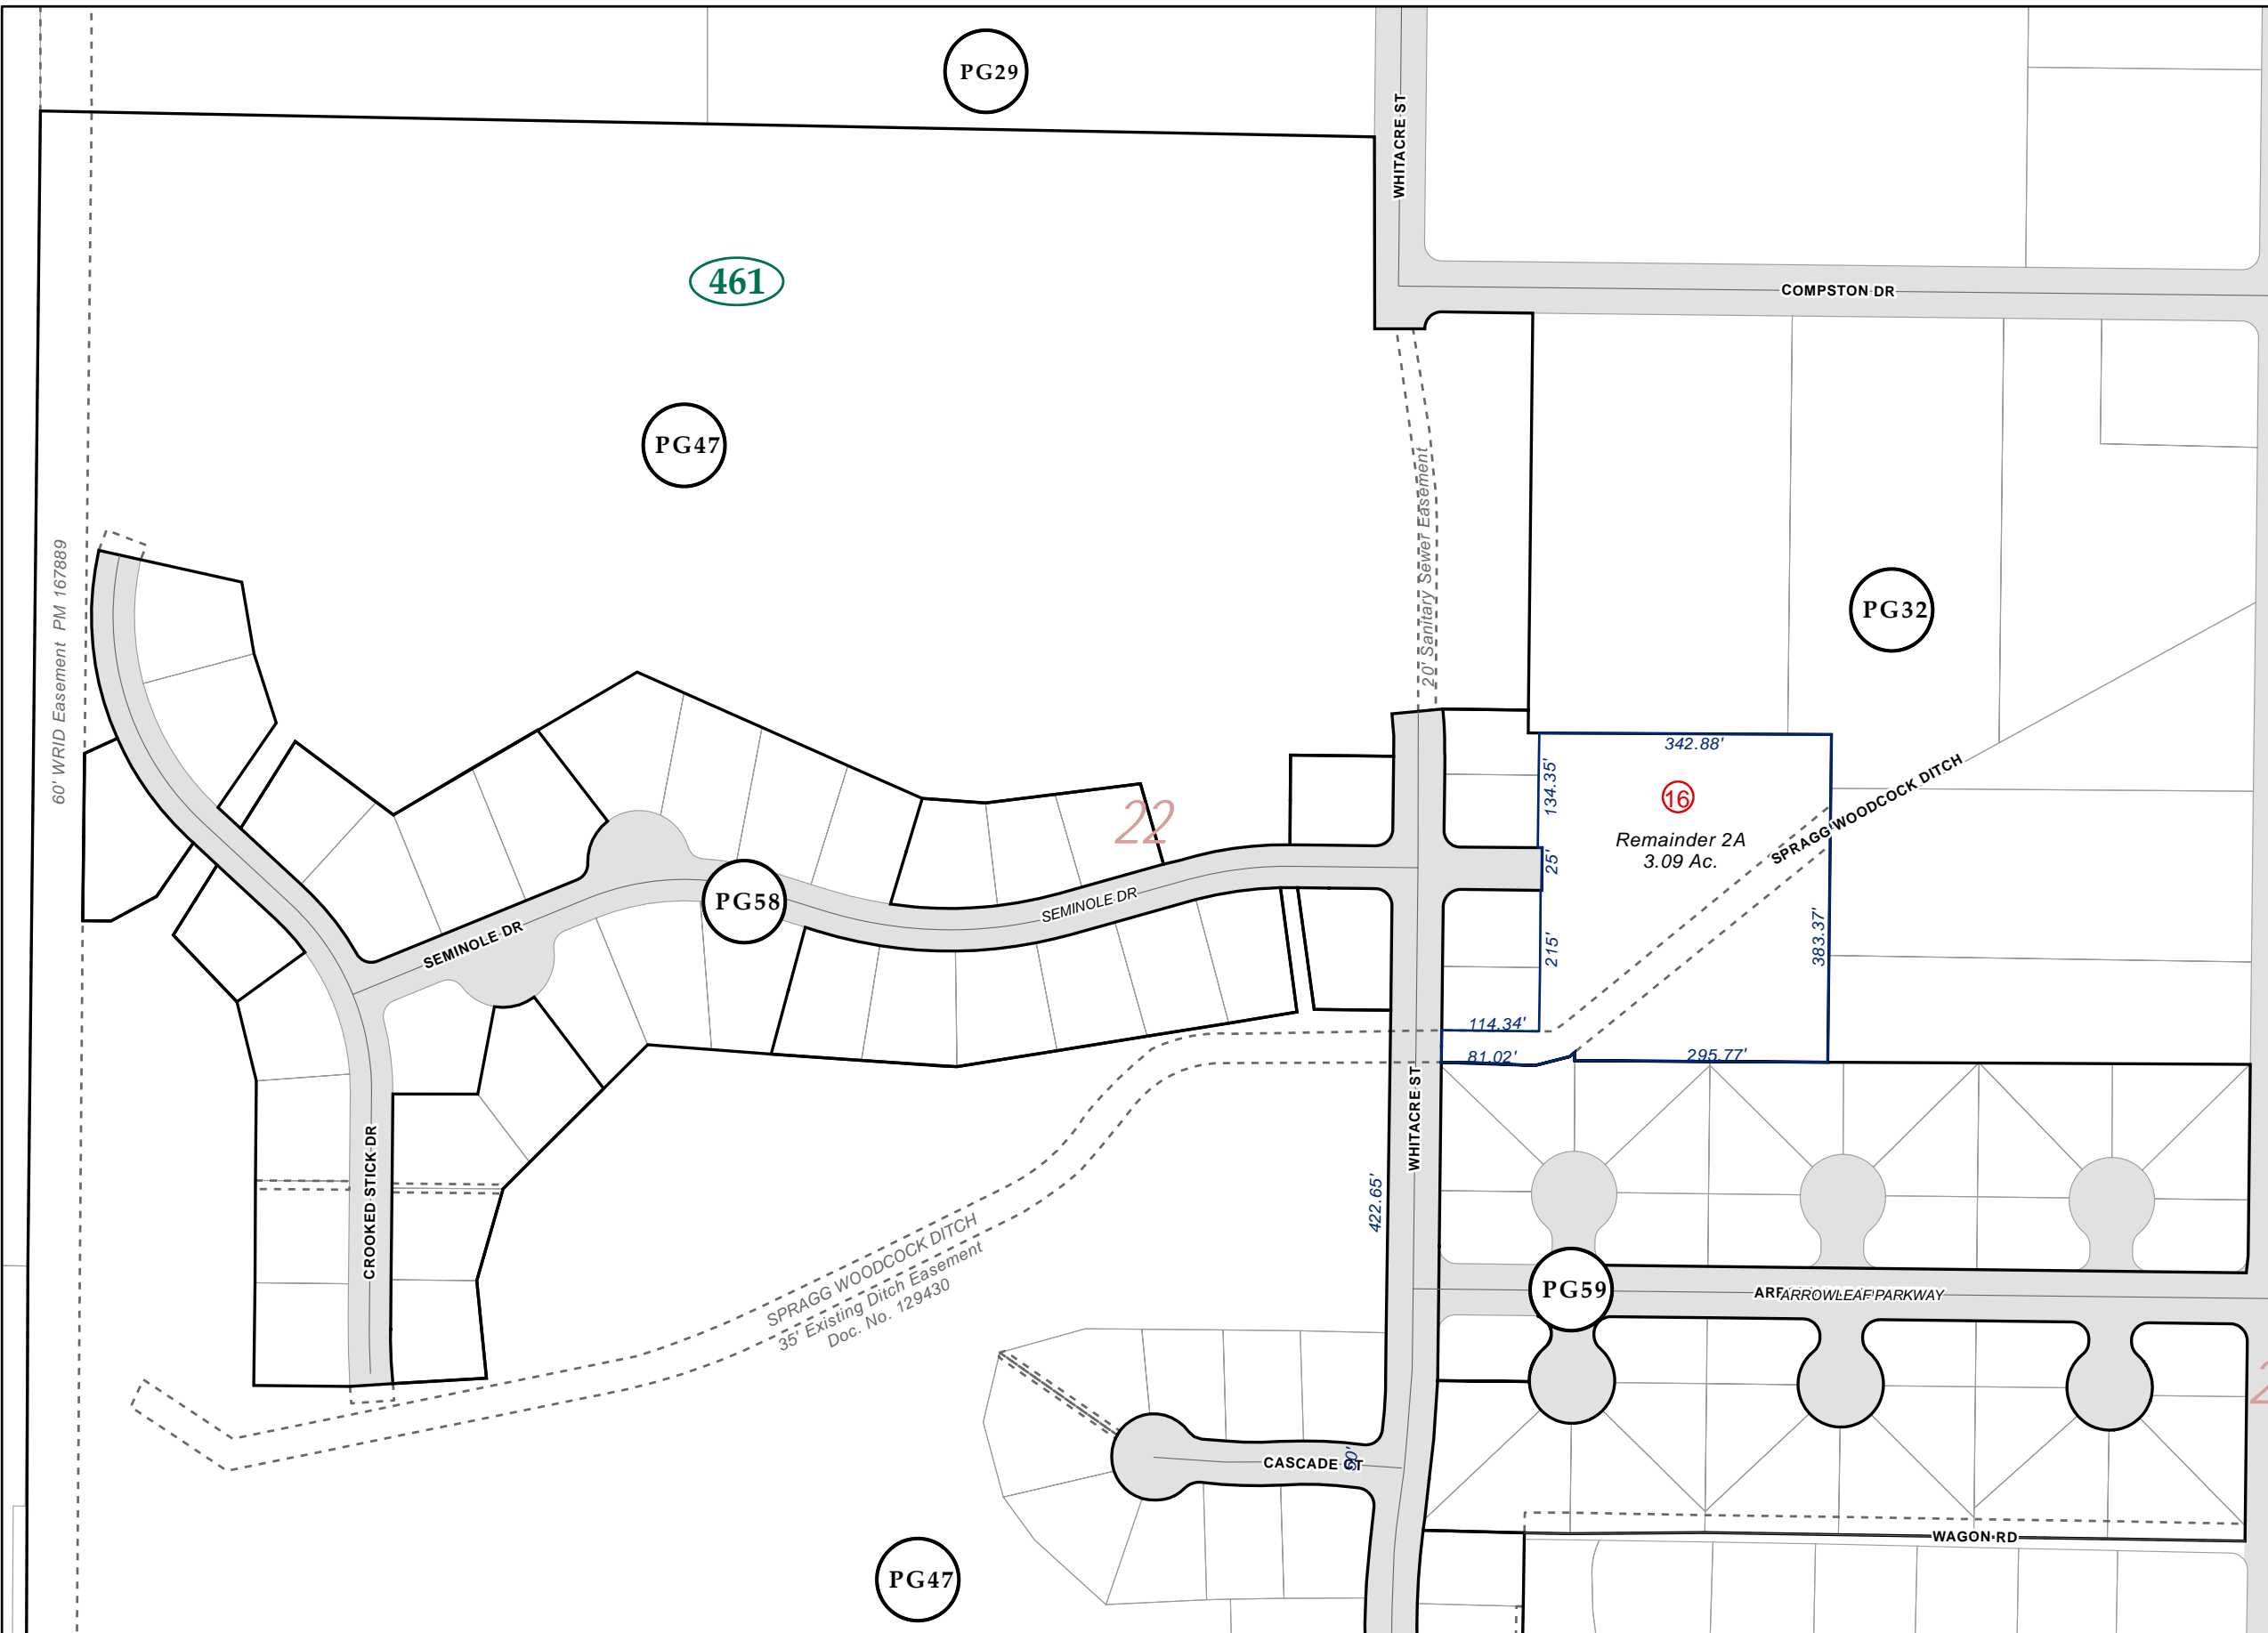 PG29
WHITACRE ST
461
COMPSTON DR
PG47
20' Sanitary Sewer Easement
60' WRID Easement PM 167889
PG32
342.88'
134.35'
16
Remainder 2A
3.09 Ac.
SPRAGG WOODCOCK DITCH
22
25'
PG58
SEMINOLE DR
SEMINOLE DR
215'
383.37'
114.34'
81.02'
295.77'
WHITACRE ST
CROOKED STICK DR
422.65'
SPRAGG WOODCOCK DITCH
35' Existing Ditch Easement
Doc. No. 129430
PG59
ARROWLEAF PARKWAY
CASCADE CT
WAGON RD
PG47